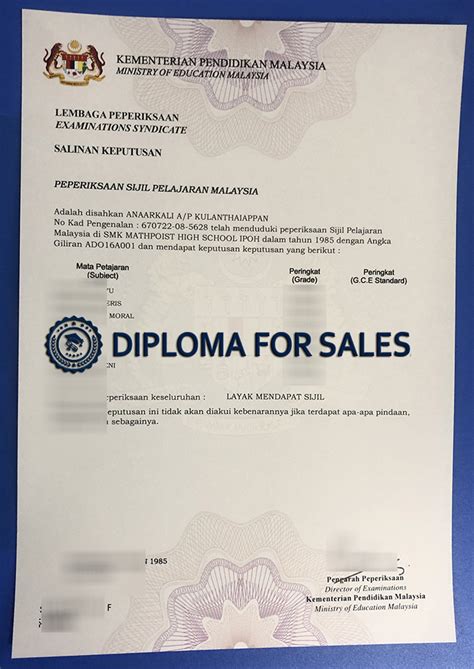 KEMENTERIAN PENDIDIKAN MALAYSIA
MINISTRY OF EDUCATION MALAYSIA
LEMBAGA PEPERIKSAAN
EXAMINATIONS SYNDICATE
SALINAN KEPUTUSAN
PEPERIKSAAN SIJIL PELAJARAN MALAYSIA
Adalah disahkan ANAARKALI A/P KULANTHAIAPPAN
No Kad Pengenalan : 670722-08-5628 telah menduduki peperiksaan Sijil Pelajaran
Malaysia di SMK MATHPOIST HIGH SCHOOL IPOH dalam tahun 1985 dengan Angka
Giliran ADO16A001 dan mendapat keputusan keputusan yang berikut :
Mata Pelajaran Peringkat Peringkat
(Subject) (Grade) (G.C.E Standard)
MORAL
DIPLOMA FOR SALES
keseluruhan : LAYAK MENDAPAT SIJIL
ini tidak akan diakui kebenarannya jika terdapat apa-apa pindaan,
sebagainya.
1985
Pengarah Peperiksaan
Director of Examinations
Kementerian Pendidikan Malaysia
Ministry of Education Malaysia